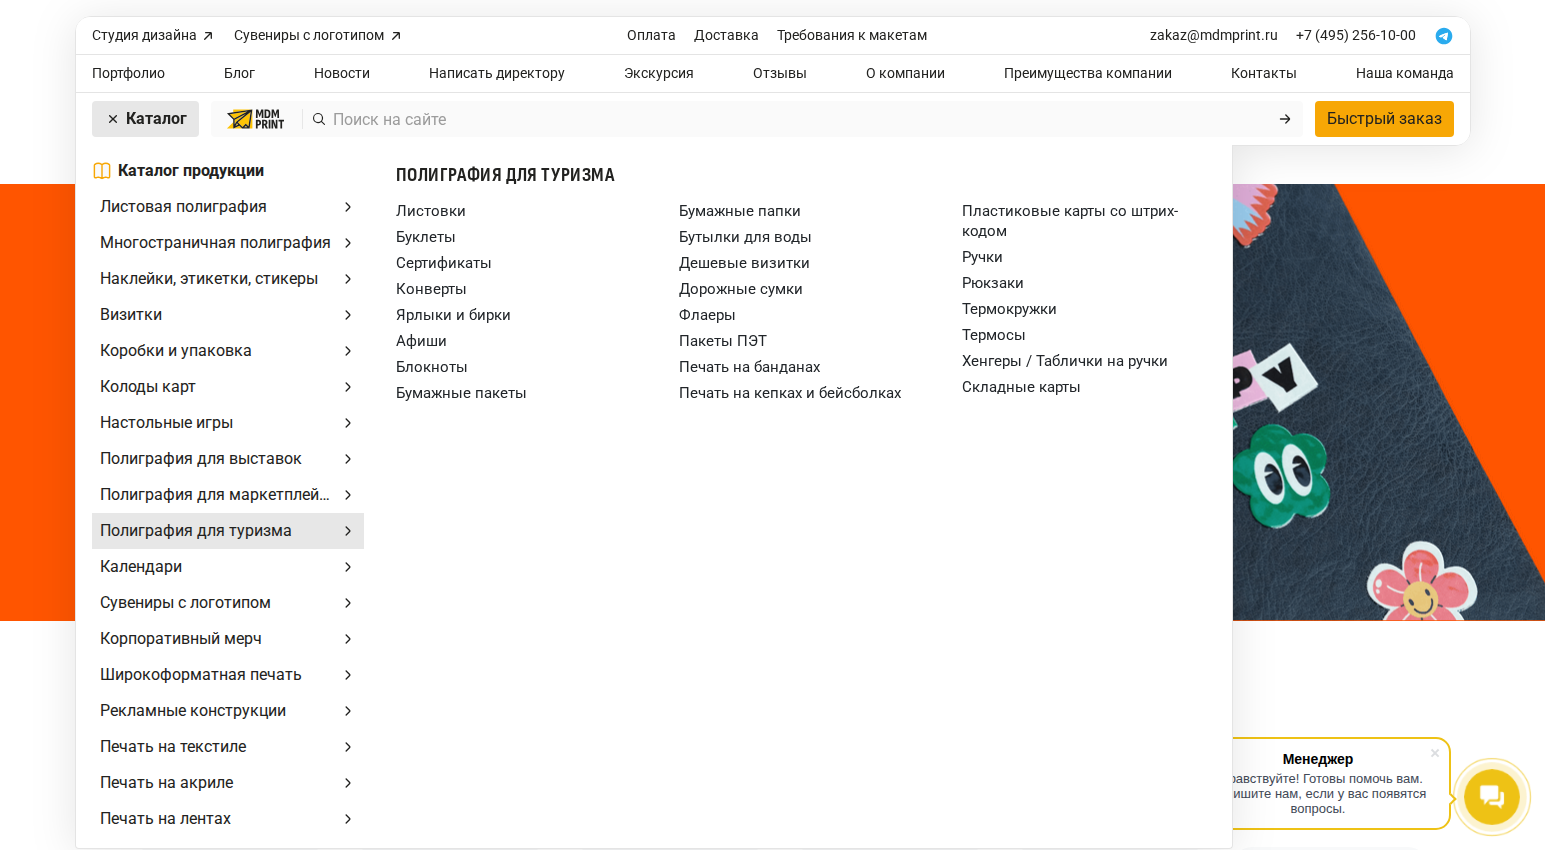 Студия дизайна
Сувениры с логотипом
Оплата
Доставка
Требования к макетам
zakaz@mdmprint.ru
+7 (495) 256-10-00
Портфолио
Блог
Новости
Написать директору
Экскурсия
Отзывы
О компании
Преимущества компании
Контакты
Наша команда
Каталог
MDM
PRINT
Поиск на сайте
Быстрый заказ
Каталог продукции
Листовая полиграфия
Многостраничная полиграфия
Наклейки, этикетки, стикеры
Визитки
Коробки и упаковка
Колоды карт
Настольные игры
Полиграфия для выставок
Полиграфия для маркетплей...
Полиграфия для туризма
Календари
Сувениры с логотипом
Корпоративный мерч
Широкоформатная печать
Рекламные конструкции
Печать на текстиле
Печать на акриле
Печать на лентах
ПОЛИГРАФИЯ ДЛЯ ТУРИЗМА
Листовки
Буклеты
Сертификаты
Конверты
Ярлыки и бирки
Афиши
Блокноты
Бумажные пакеты
Бумажные папки
Бутылки для воды
Дешевые визитки
Дорожные сумки
Флаеры
Пакеты ПЭТ
Печать на банданах
Печать на кепках и бейсболках
Пластиковые карты со штрих-
кодом
Ручки
Рюкзаки
Термокружки
Термосы
Хенгеры / Таблички на ручки
Складные карты
PY
Менеджер
равствуйте! Готовы помочь вам.
ишите нам, если у вас появятся
вопросы.